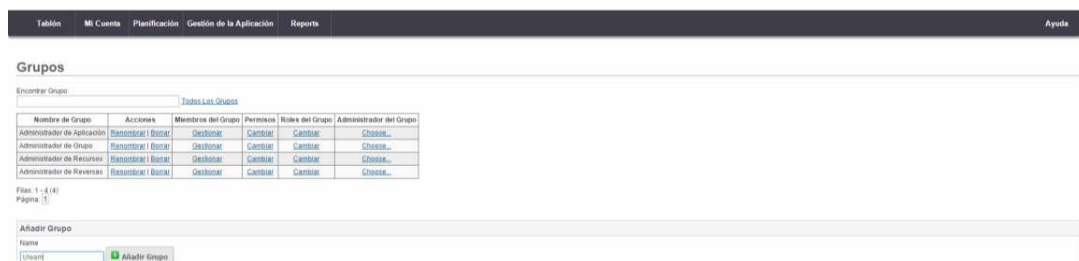 Tablón Mi Cuenta Planificación Gestión de la Aplicación Reports Ayuda
Grupos
Encontrar Grupo
Todos Los Grupos
Nombre de Grupo Acciones Miembros del Grupo Permisos Roles del Grupo Administrador del Grupo
Administrador de Aplicación Renombrar | Borrar Gestionar Cambiar Cambiar Choose...
Administrador de Grupo Renombrar | Borrar Gestionar Cambiar Cambiar Choose...
Administrador de Recursos Renombrar | Borrar Gestionar Cambiar Cambiar Choose...
Administrador de Reversas Renombrar | Borrar Gestionar Cambiar Cambiar Choose...
Filas: 1 - 4 (4)
Página: 1
Añadir Grupo
Name
Uleam Añadir Grupo